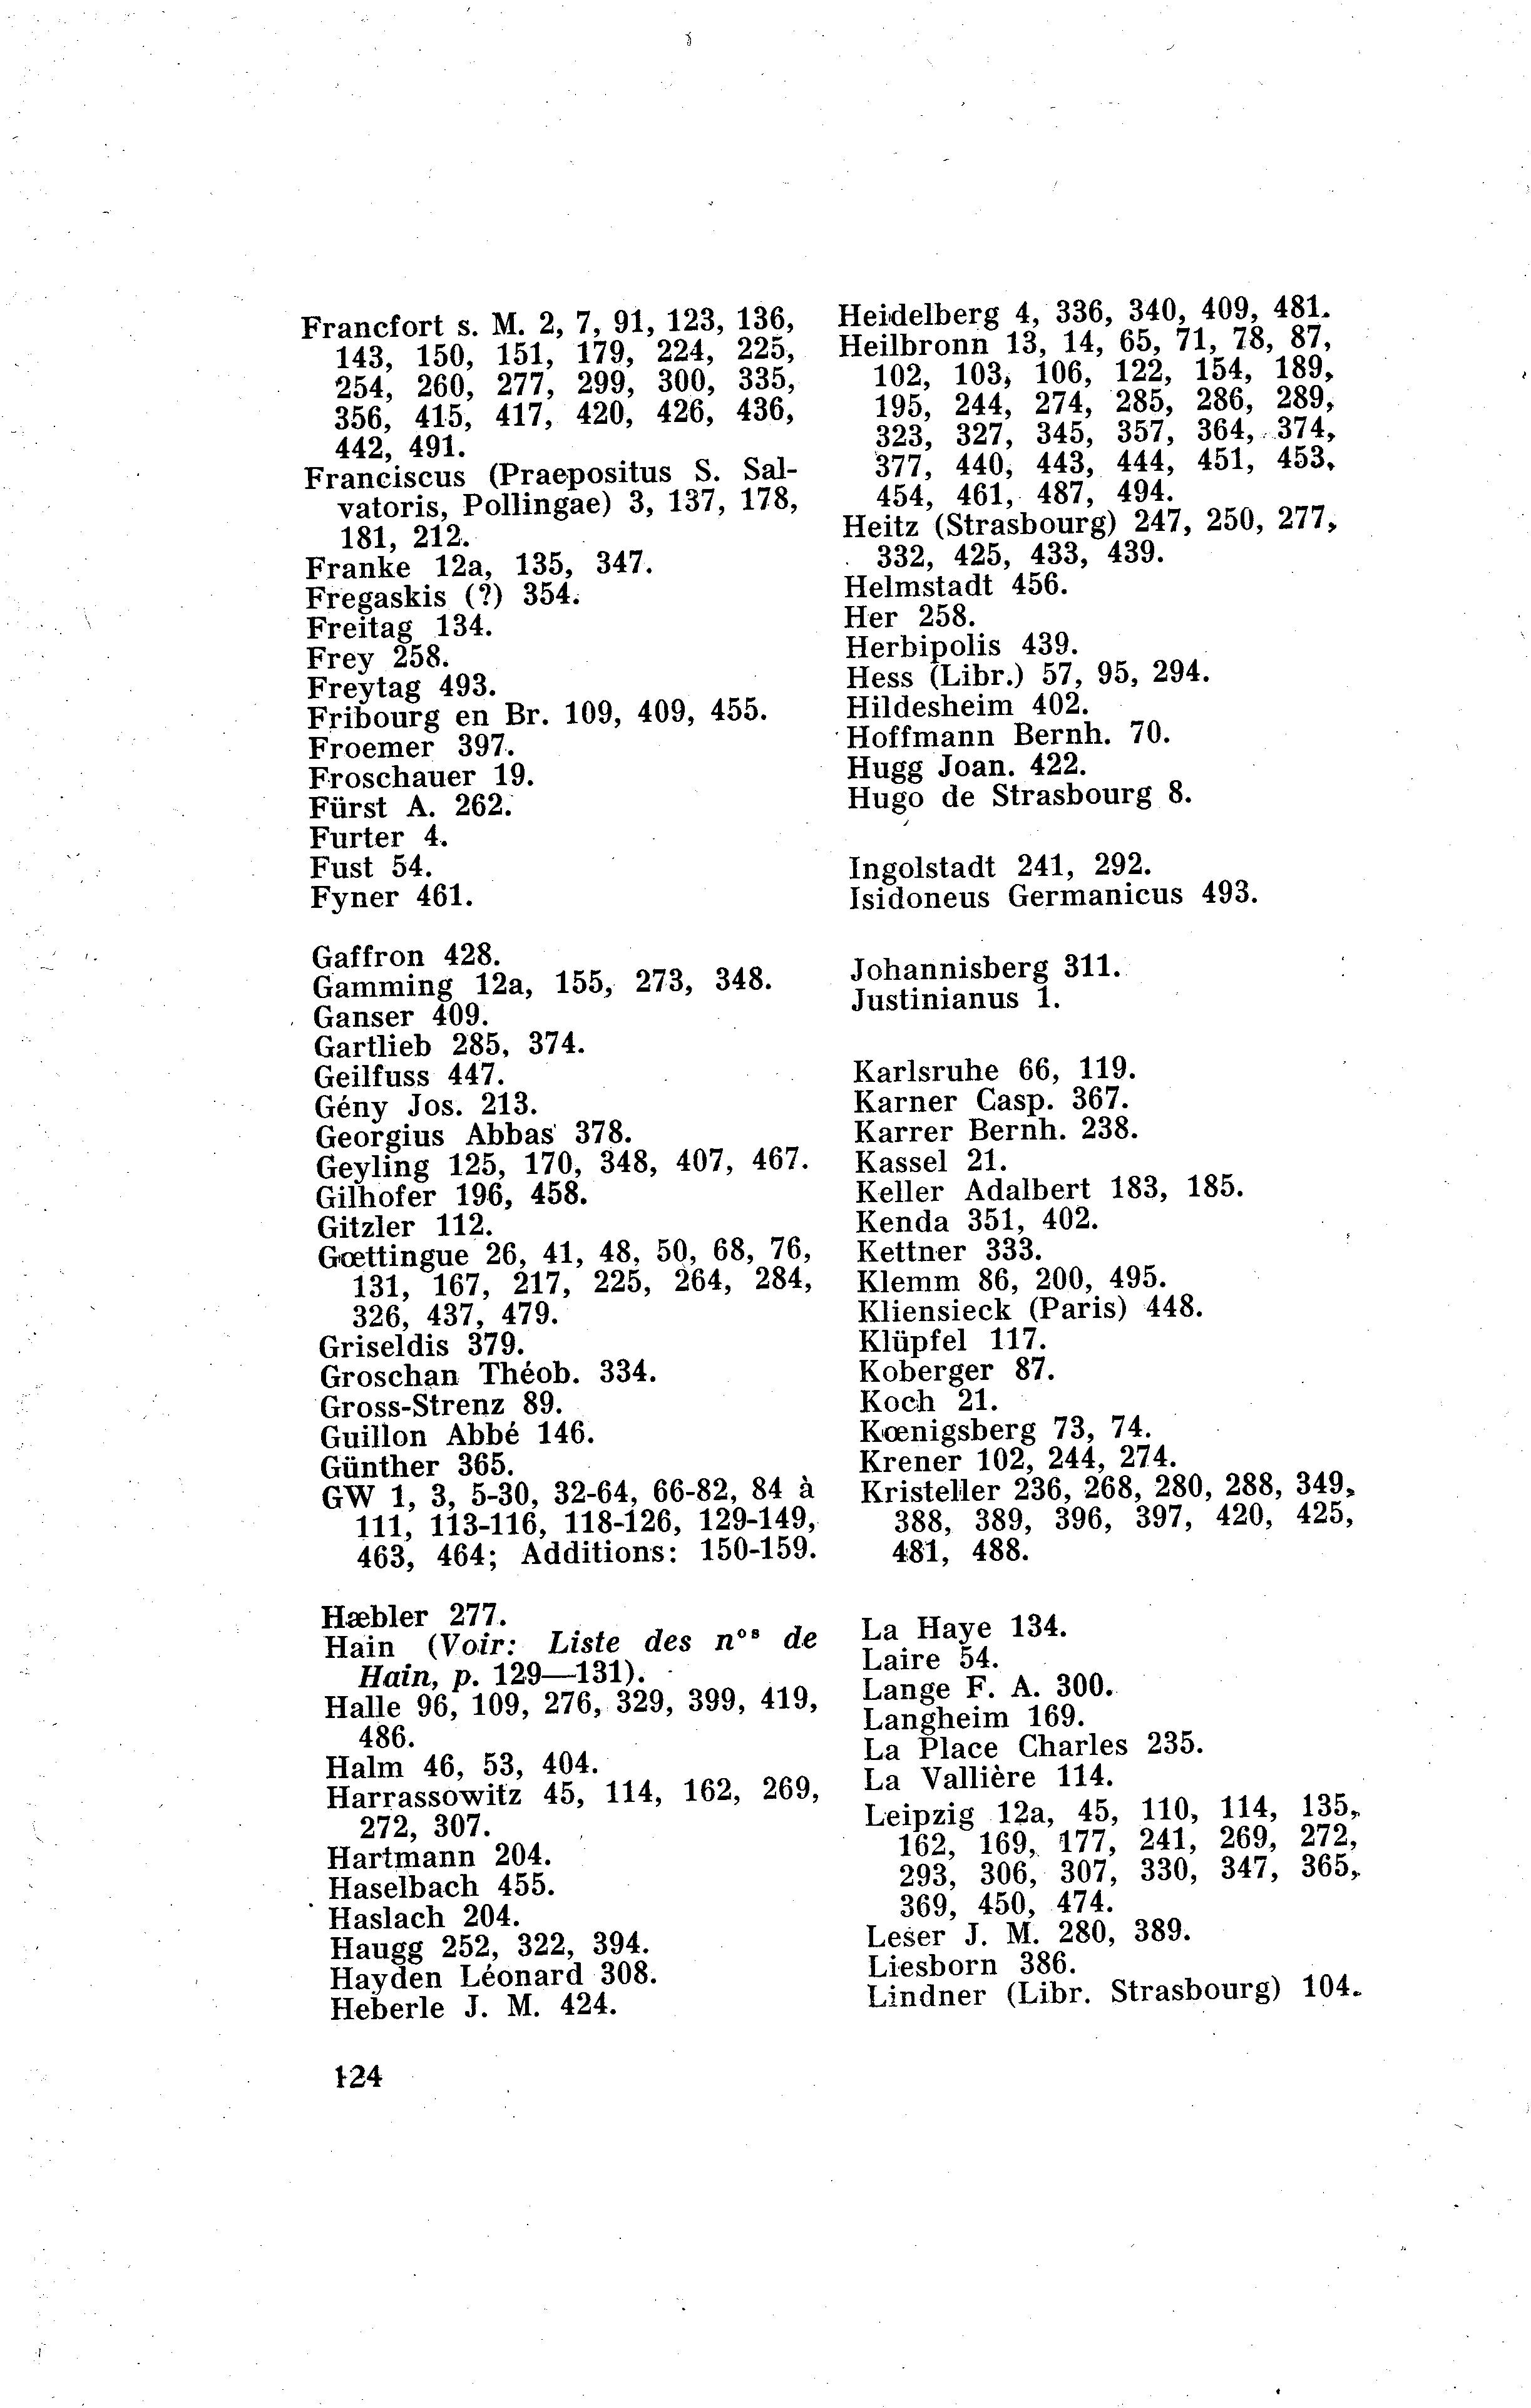 Francfort s. M. 2, 7, 91, 123, 136,
143, 150, 151, 179, 224, 225,
254, 260, 277, 299, 300, 335,
356, 415, 417, 420, 426, 436,
442, 491.
Franciscus (Praepositus S. Sal-
vatoris, Pollingae) 3, 137, 178,
181, 212.
Franke 12a, 135, 347.
Fregaskis (?) 354.
Freitag 134.
Frey 258.
Freytag 493.
Fribourg en Br. 109, 409, 455.
Froemer 397.
Froschauer 19.
Fürst A. 262.
Furter 4.
Fust 54.
Fyner 461.
Gaffron 428.
Gamming 12a, 155, 273, 348.
Ganser 409.
Gartlieb 285, 374.
Geilfuss 447.
Gény Jos. 213.
Georgius Abbas 378.
Geyling 125, 170, 348, 407, 467.
Gilhofer 196, 458.
Gitzler 112.
Gœttingue 26, 41, 48, 50, 68, 76,
131, 167, 217, 225, 264, 284,
326, 437, 479.
Griseldis 379.
Groschan Théob. 334.
Gross-Strenz 89.
Guillon Abbé 146.
Günther 365.
GW 1, 3, 5-30, 32-64, 66-82, 84 à
111, 113-116, 118-126, 129-149,
463, 464; Additions: 150-159.
Hæbler 277.
Hain (Voir: Liste des nos de
Hain, p. 129—131).
Halle 96, 109, 276, 329, 399, 419,
486.
Halm 46, 53, 404.
Harrassowitz 45, 114, 162, 269,
272, 307.
Hartmann 204.
Haselbach 455.
Haslach 204.
Haugg 252, 322, 394.
Hayden Léonard 308.
Heberle J. M. 424.
Heidelberg 4, 336, 340, 409, 481.
Heilbronn 13, 14, 65, 71, 78, 87,
102, 103, 106, 122, 154, 189,
195, 244, 274, 285, 286, 289,
323, 327, 345, 357, 364, 374,
377, 440, 443, 444, 451, 453,
454, 461, 487, 494.
Heitz (Strasbourg) 247, 250, 277,
332, 425, 433, 439.
Helmstadt 456.
Her 258.
Herbipolis 439.
Hess (Libr.) 57, 95, 294.
Hildesheim 402.
Hoffmann Bernh. 70.
Hugg Joan. 422.
Hugo de Strasbourg 8.
Ingolstadt 241, 292.
Isidoneus Germanicus 493.
Johannisberg 311.
Justinianus 1.
Karlsruhe 66, 119.
Karner Casp. 367.
Karrer Bernh. 238.
Kassel 21.
Keller Adalbert 183, 185.
Kenda 351, 402.
Kettner 333.
Klemm 86, 200, 495.
Kliensieck (Paris) 448.
Klüpfel 117.
Koberger 87.
Koch 21.
Kœnigsberg 73, 74.
Krener 102, 244, 274.
Kristeller 236, 268, 280, 288, 349,
388, 389, 396, 397, 420, 425,
481, 488.
La Haye 134.
Laire 54.
Lange F. A. 300.
Langheim 169.
La Place Charles 235.
La Vallière 114.
Leipzig 12a, 45, 110, 114, 135,
162, 169, 177, 241, 269, 272,
293, 306, 307, 330, 347, 365,
369, 450, 474.
Leser J. M. 280, 389.
Liesborn 386.
Lindner (Libr. Strasbourg) 104.
124